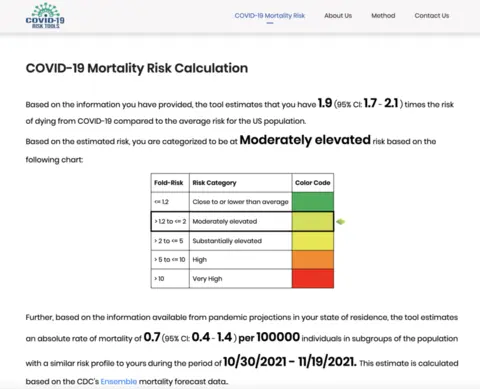 COVID-19 Mortality Risk About Us Method Contact Us
COVID-19
RISK TOOLS
COVID-19 Mortality Risk Calculation
Based on the information you have provided, the tool estimates that you have 1.9 (95% CI: 1.7 - 2.1 ) times the risk
of dying from COVID-19 compared to the average risk for the US population.
Based on the estimated risk, you are categorized to be at Moderately elevated risk based on the
following chart:
Fold-Risk Risk Category Color Code
<= 1.2 Close to or lower than average
> 1.2 to <= 2 Moderately elevated
> 2 to <= 5 Substantially elevated
> 5 to <= 10 High
> 10 Very High
Further, based on the information available from pandemic projections in your state of residence, the tool estimates
an absolute rate of mortality of 0.7 (95% CI: 0.4 - 1.4 ) per 100000 individuals in subgroups of the population
with a similar risk profile to yours during the period of 10/30/2021 - 11/19/2021. This estimate is calculated
based on the CDC's Ensemble mortality forecast data..